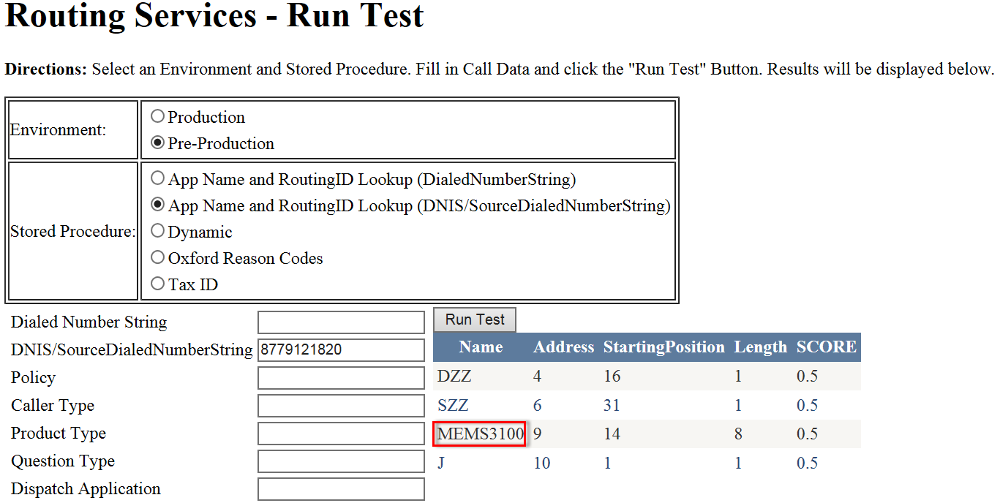 Routing Services - Run Test
Directions: Select an Environment and Stored Procedure. Fill in Call Data and click the "Run Test" Button. Results will be displayed below.
Environment:
Production
Pre-Production
Stored Procedure:
App Name and RoutingID Lookup (DialedNumberString)
App Name and RoutingID Lookup (DNIS/SourceDialedNumberString)
Dynamic
Oxford Reason Codes
Tax ID
Dialed Number String
DNIS/SourceDialedNumberString 8779121820
Policy
Caller Type
Product Type
Question Type
Dispatch Application
Run Test
Name Address StartingPosition Length SCORE
DZZ 4 16 1 0.5
SZZ 6 31 1 0.5
MEMS3100 9 14 8 0.5
J 10 1 1 0.5